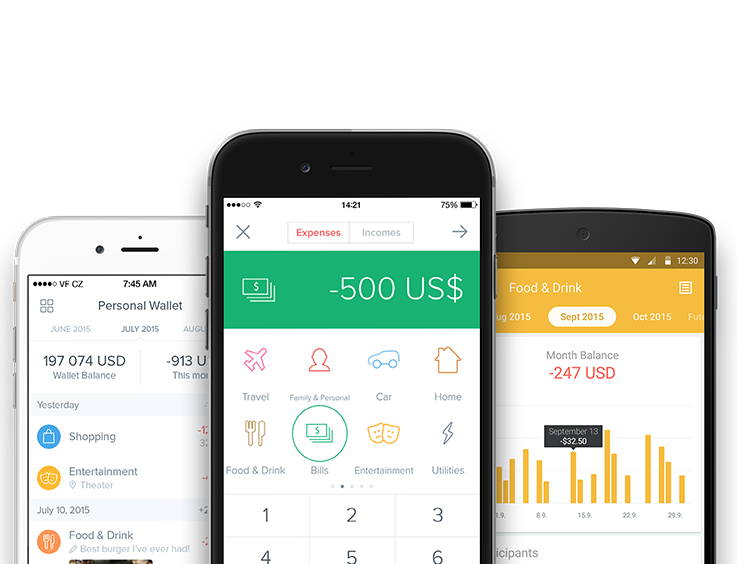 VF CZ 7:45 AM
Personal Wallet
JUNE 2015 JULY 2015
197 074 USD -913 U
Wallet Balance This mo
Yesterday
Shopping
Entertainment
Theater
July 10, 2015
Food & Drink
Best burger I've ever had!
14:21 75%
Expenses Incomes
$ -500 US$
Travel Family & Personal Car Home
$
Food & Drink Bills Entertainment Utilities
1 2 3
4 5 6
12:30
Food & Drink
ug 2015 Sept 2015 Oct 2015 Futu
Month Balance
-247 USD
September 13
-$32.50
1.9. 8.9. 15.9. 22.9. 29.9.
icipants